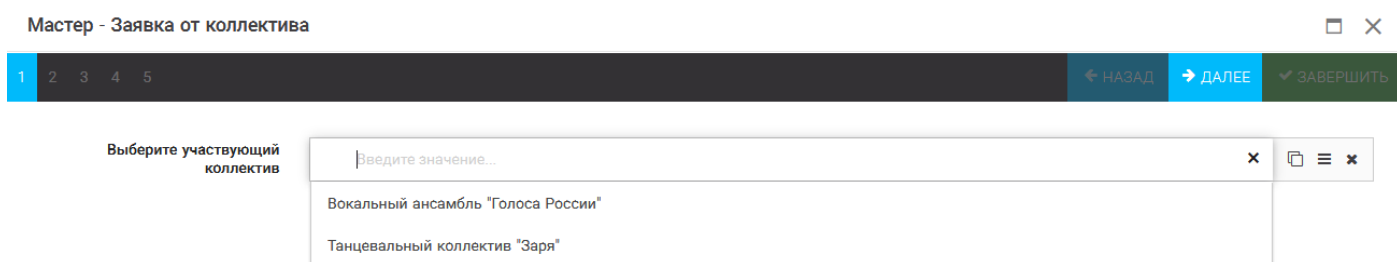 Мастер - Заявка от коллектива
1 2 3 4 5 НАЗАД ДАЛЕЕ ЗАВЕРШИТЬ
Выберите участвующий
коллектив
Введите значение...
Вокальный ансамбль "Голоса России"
Танцевальный коллектив "Заря"